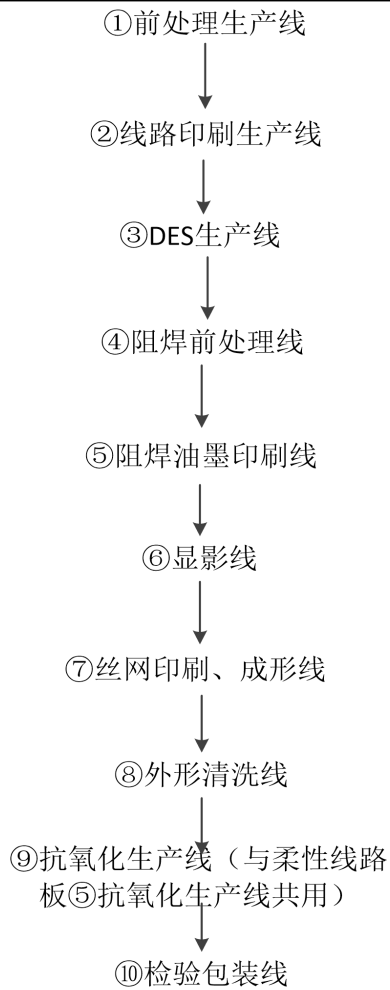 ①前处理生产线
②线路印刷生产线
③DES生产线
④阻焊前处理线
⑤阻焊油墨印刷线
⑥显影线
⑦丝网印刷、成形线
⑧外形清洗线
⑨抗氧化生产线（与柔性线路
板⑤抗氧化生产线共用）
⑩检验包装线